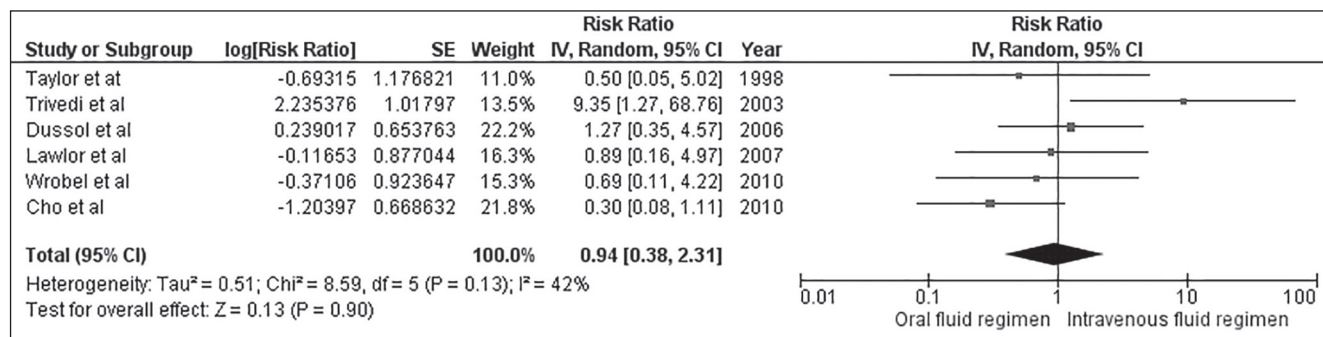 Risk Ratio Risk Ratio
Study or Subgroup log[Risk Ratio] SE Weight IV, Random, 95% CI Year IV, Random, 95% CI
Taylor et at -0.69315 1.176821 11.0% 0.50 [0.05, 5.02] 1998
Trivedi et al 2.235376 1.01797 13.5% 9.35 [1.27, 68.76] 2003
Dussol et al 0.239017 0.653763 22.2% 1.27 [0.35, 4.57] 2006
Lawlor et al -0.11653 0.877044 16.3% 0.89 [0.16, 4.97] 2007
Wrobel et al -0.37106 0.923647 15.3% 0.69 [0.11, 4.22] 2010
Cho et al -1.20397 0.668632 21.8% 0.30 [0.08, 1.11] 2010
Total (95% CI) 100.0% 0.94 [0.38, 2.31]
Heterogeneity: Tau² = 0.51; Chi² = 8.59, df = 5 (P = 0.13); I² = 42%
Test for overall effect: Z = 0.13 (P = 0.90)
0.01 0.1 1 10 100
Oral fluid regimen Intravenous fluid regimen